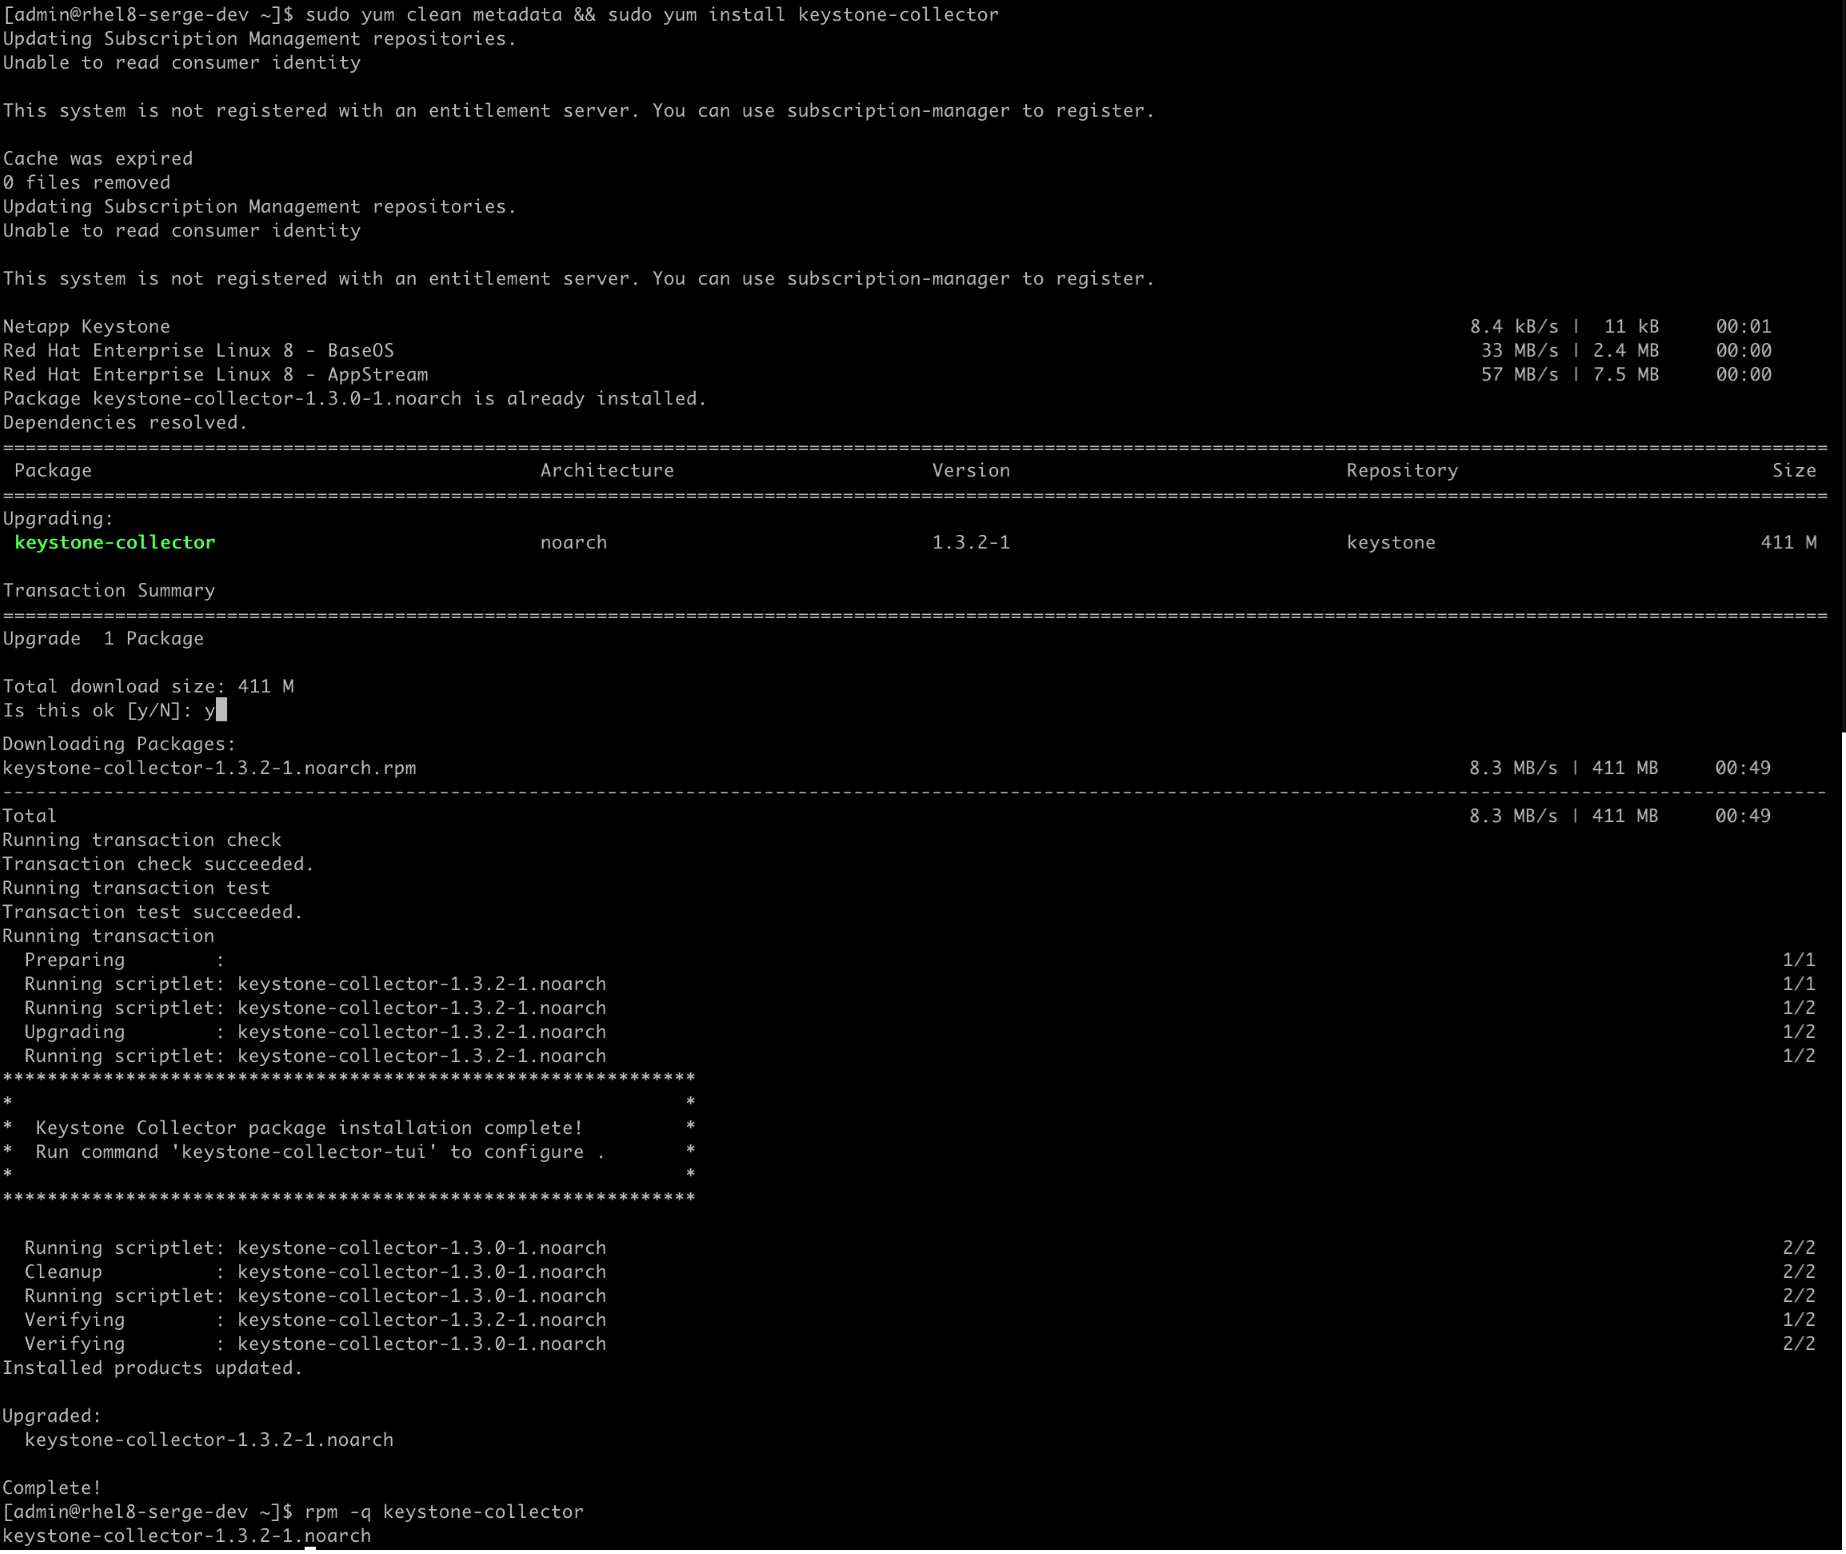 [admin@rhel8-serge-dev ~]$ sudo yum clean metadata && sudo yum install keystone-collector
Updating Subscription Management repositories.
Unable to read consumer identity
This system is not registered with an entitlement server. You can use subscription-manager to register.
Cache was expired
0 files removed
Updating Subscription Management repositories.
Unable to read consumer identity
This system is not registered with an entitlement server. You can use subscription-manager to register.
Netapp Keystone 8.4 kB/s | 11 kB 00:01
Red Hat Enterprise Linux 8 - BaseOS 33 MB/s | 2.4 MB 00:00
Red Hat Enterprise Linux 8 - AppStream 57 MB/s | 7.5 MB 00:00
Package keystone-collector-1.3.0-1.noarch is already installed.
Dependencies resolved.
================================================================================
Package Architecture Version Repository Size
================================================================================
Upgrading:
keystone-collector noarch 1.3.2-1 keystone 411 M
Transaction Summary
================================================================================
Upgrade 1 Package
Total download size: 411 M
Is this ok [y/N]: y
Downloading Packages:
keystone-collector-1.3.2-1.noarch.rpm 8.3 MB/s | 411 MB 00:49
--------------------------------------------------------------------------------
Total 8.3 MB/s | 411 MB 00:49
Running transaction check
Transaction check succeeded.
Running transaction test
Transaction test succeeded.
Running transaction
Preparing : 1/1
Running scriptlet: keystone-collector-1.3.2-1.noarch 1/1
Running scriptlet: keystone-collector-1.3.2-1.noarch 1/2
Upgrading : keystone-collector-1.3.2-1.noarch 1/2
Running scriptlet: keystone-collector-1.3.2-1.noarch 1/2
**************************************************************
* *
* Keystone Collector package installation complete! *
* Run command 'keystone-collector-tui' to configure . *
* *
**************************************************************
Running scriptlet: keystone-collector-1.3.0-1.noarch 2/2
Cleanup : keystone-collector-1.3.0-1.noarch 2/2
Running scriptlet: keystone-collector-1.3.0-1.noarch 2/2
Verifying : keystone-collector-1.3.2-1.noarch 1/2
Verifying : keystone-collector-1.3.0-1.noarch 2/2
Installed products updated.
Upgraded:
keystone-collector-1.3.2-1.noarch
Complete!
[admin@rhel8-serge-dev ~]$ rpm -q keystone-collector
keystone-collector-1.3.2-1.noarch